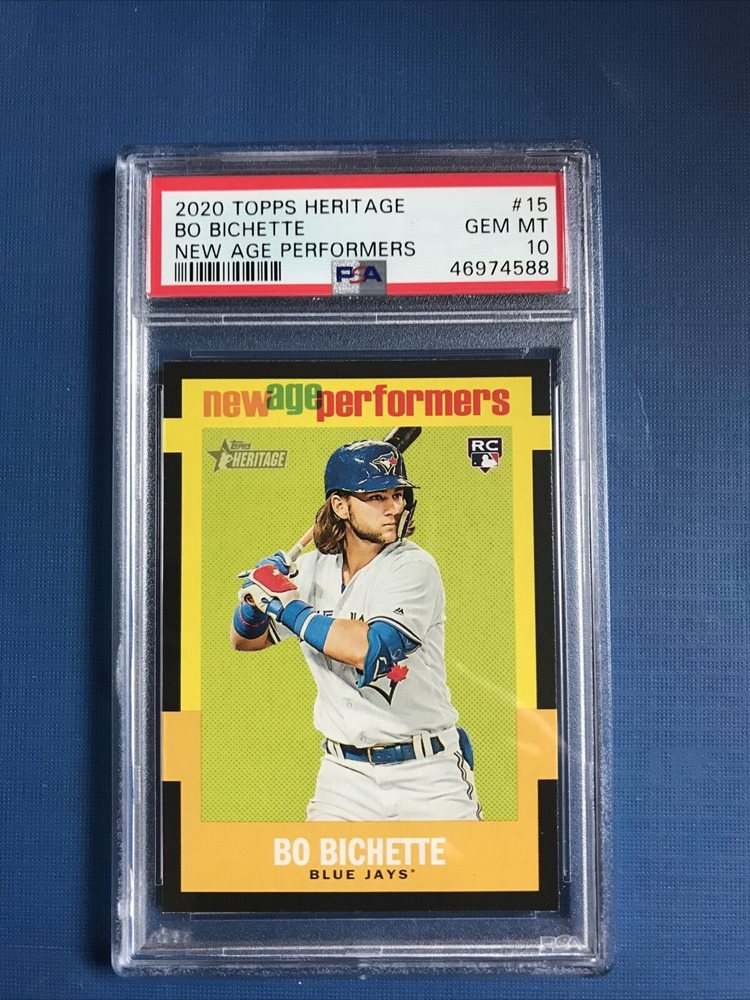 2020 TOPPS HERITAGE #15
BO BICHETTE GEM MT
NEW AGE PERFORMERS 10
PSA 46974588
new age performers
Topps HERITAGE
RC
BO BICHETTE
BLUE JAYS
PSA